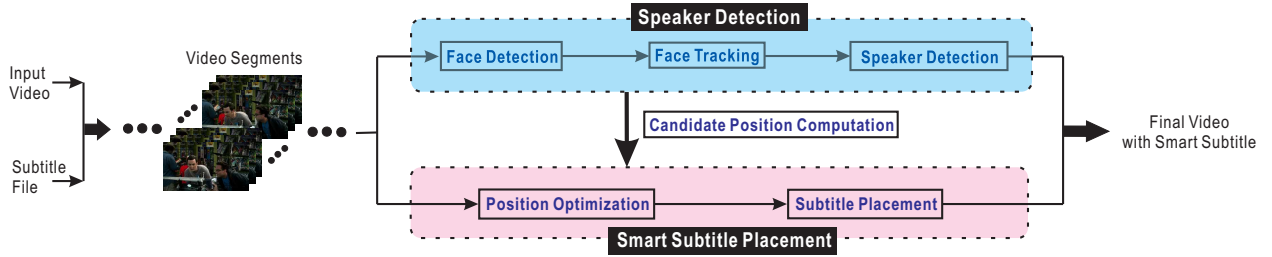 Speaker Detection
Input
Video
Subtitle
File
Video Segments
Face Detection
Face Tracking
Speaker Detection
Candidate Position Computation
Position Optimization
Subtitle Placement
Smart Subtitle Placement
Final Video
with Smart Subtitle